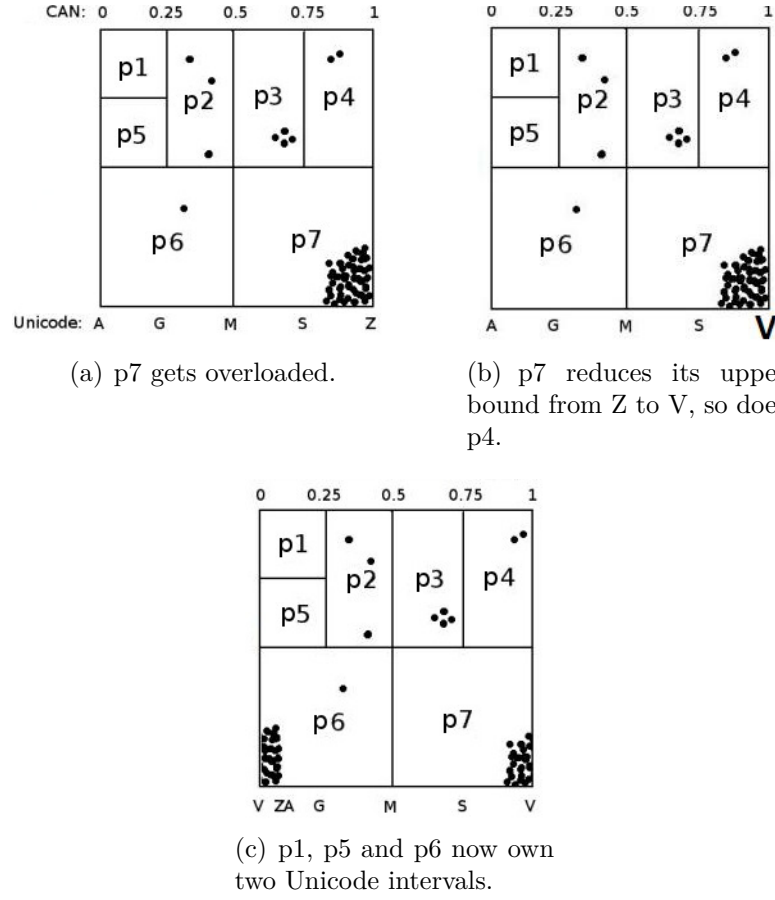 CAN: 0 0.25 0.5 0.75 1
p1 p2 p3 p4
p5
p6 p7
Unicode: A G M S Z
(a) p7 gets overloaded.
0 0.25 0.5 0.75 1
p1 p2 p3 p4
p5
p6 p7
A G M S V
(b) p7 reduces its uppe
bound from Z to V, so doe
p4.
0 0.25 0.5 0.75 1
p1 p2 p3 p4
p5
p6 p7
V ZA G M S V
(c) p1, p5 and p6 now own
two Unicode intervals.